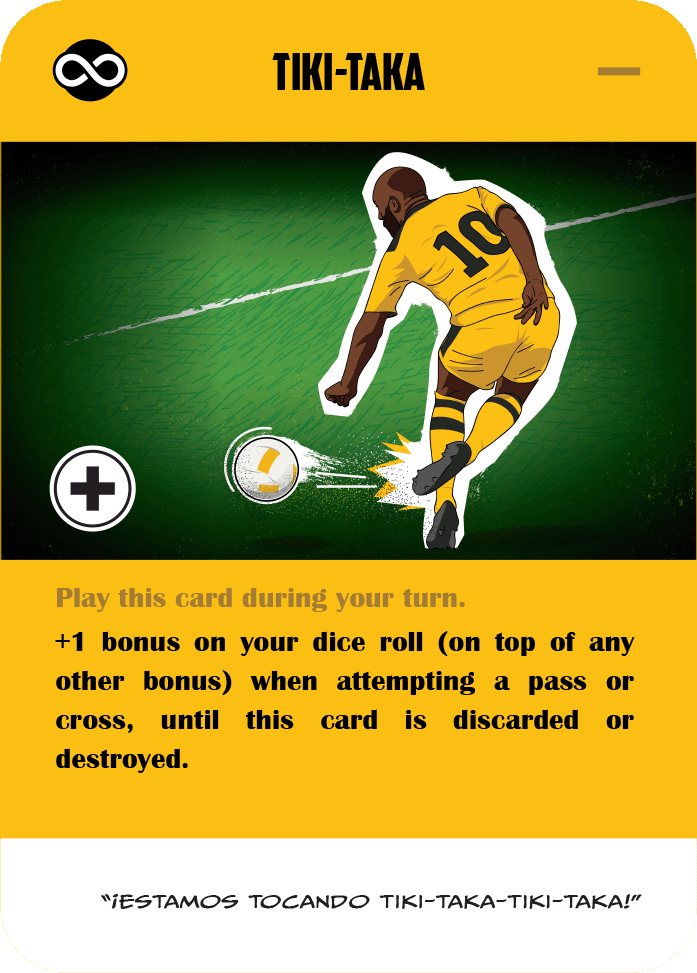 TIKI-TAKA
10
Play this card during your turn.
+1 bonus on your dice roll (on top of any
other bonus) when attempting a pass or
cross, until this card is discarded or
destroyed.
"¡ESTAMOS TOCANDO TIKI-TAKA-TIKI-TAKA!"